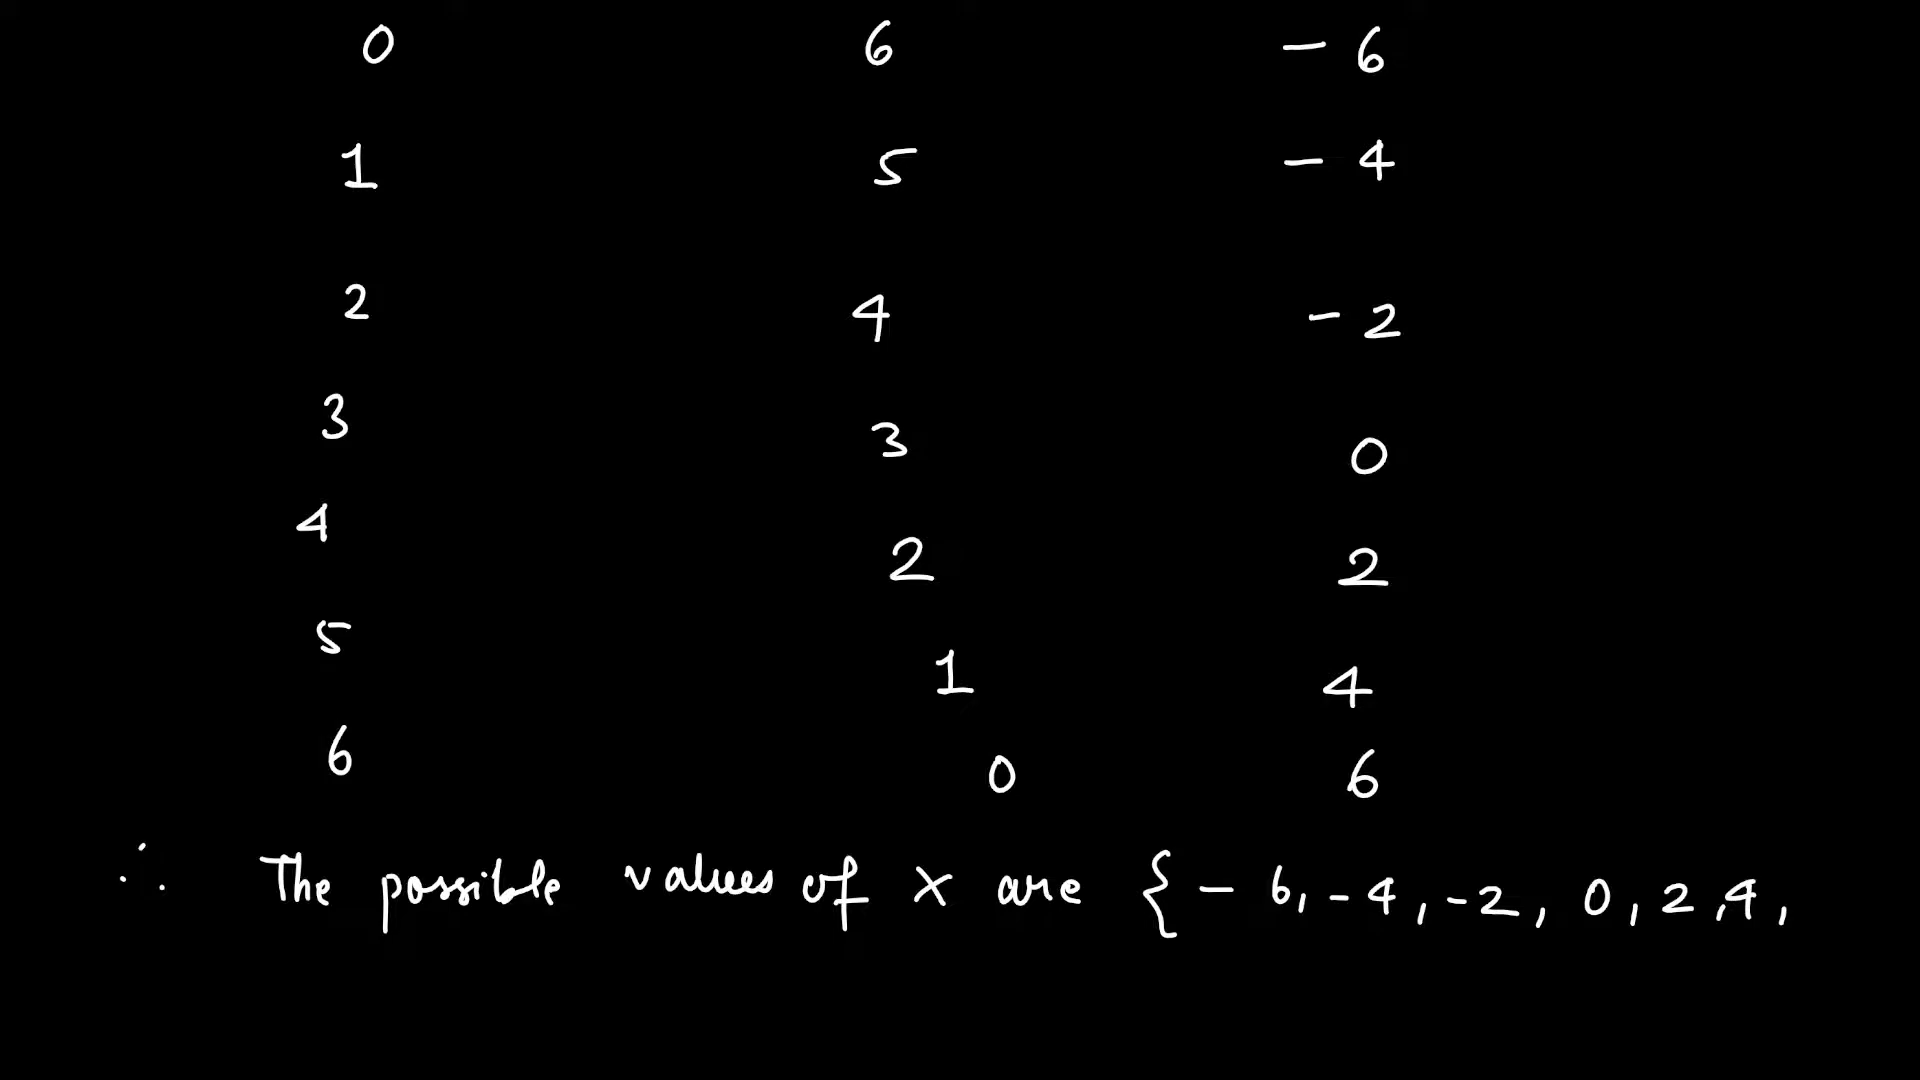 0 6 - 6
1 5 - 4
2 4 - 2
3 3 0
4 2 2
5 1 4
6 0 6
∴ The possible values of X are { - 6, - 4, - 2, 0, 2, 4,